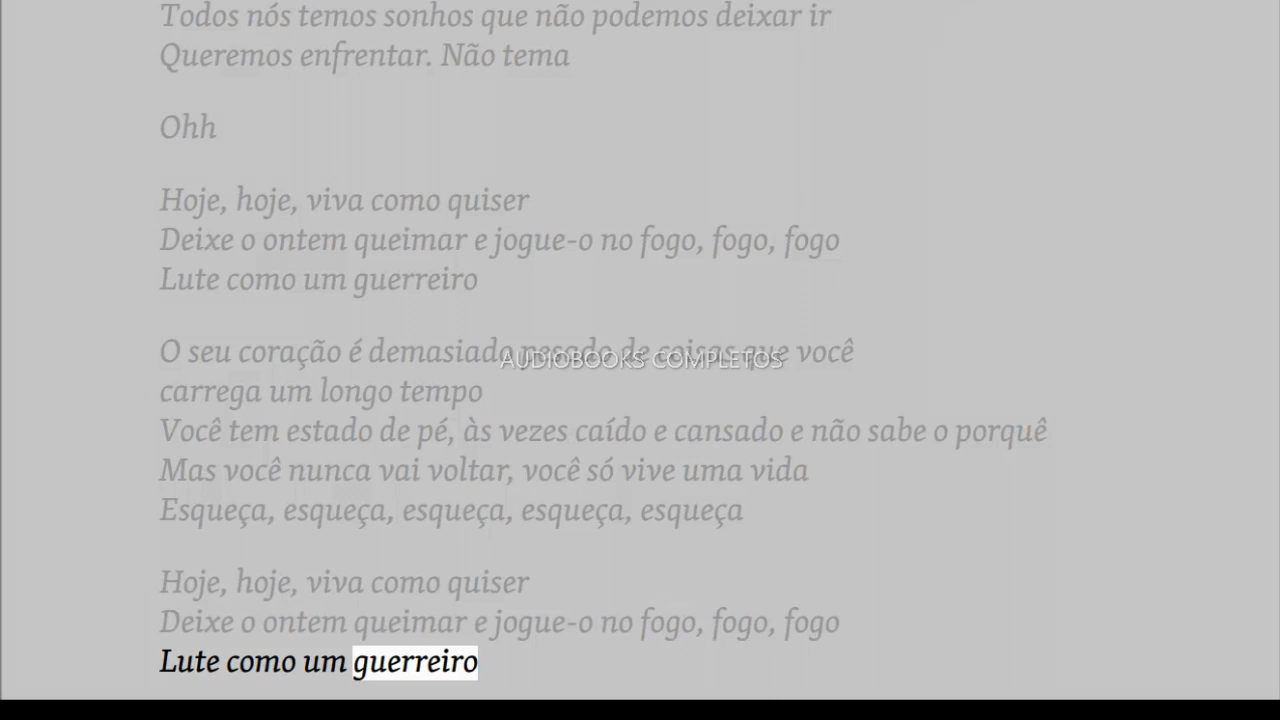 Todos nós temos sonhos que não podemos deixar ir
Queremos enfrentar. Não tema
Ohh
Hoje, hoje, viva como quiser
Deixe o ontem queimar e jogue-o no fogo, fogo, fogo
Lute como um guerreiro
O seu coração é demasiado pesado de coisas que você
AUDIOBOOKS COMPLETOS
carrega um longo tempo
Você tem estado de pé, às vezes caído e cansado e não sabe o porquê
Mas você nunca vai voltar, você só vive uma vida
Esqueça, esqueça, esqueça, esqueça, esqueça
Hoje, hoje, viva como quiser
Deixe o ontem queimar e jogue-o no fogo, fogo, fogo
Lute como um guerreiro